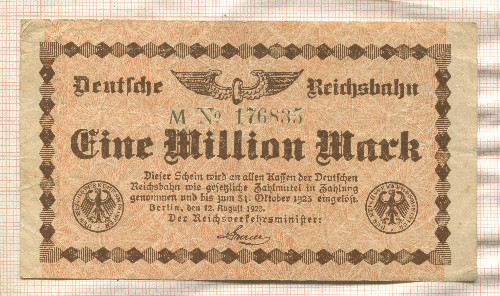 Deutsche Reichsbahn
M № 176835
Eine Million Mark
Dieser Schein wird an allen Kassen der Deutschen
Reichsbahn wie gesetzliche Zahlmittel in Zahlung
genommen und bis zum 31. Oktober 1923 eingelöst.
Berlin, den 12. August 1923.
Der Reichsverkehrsminister: